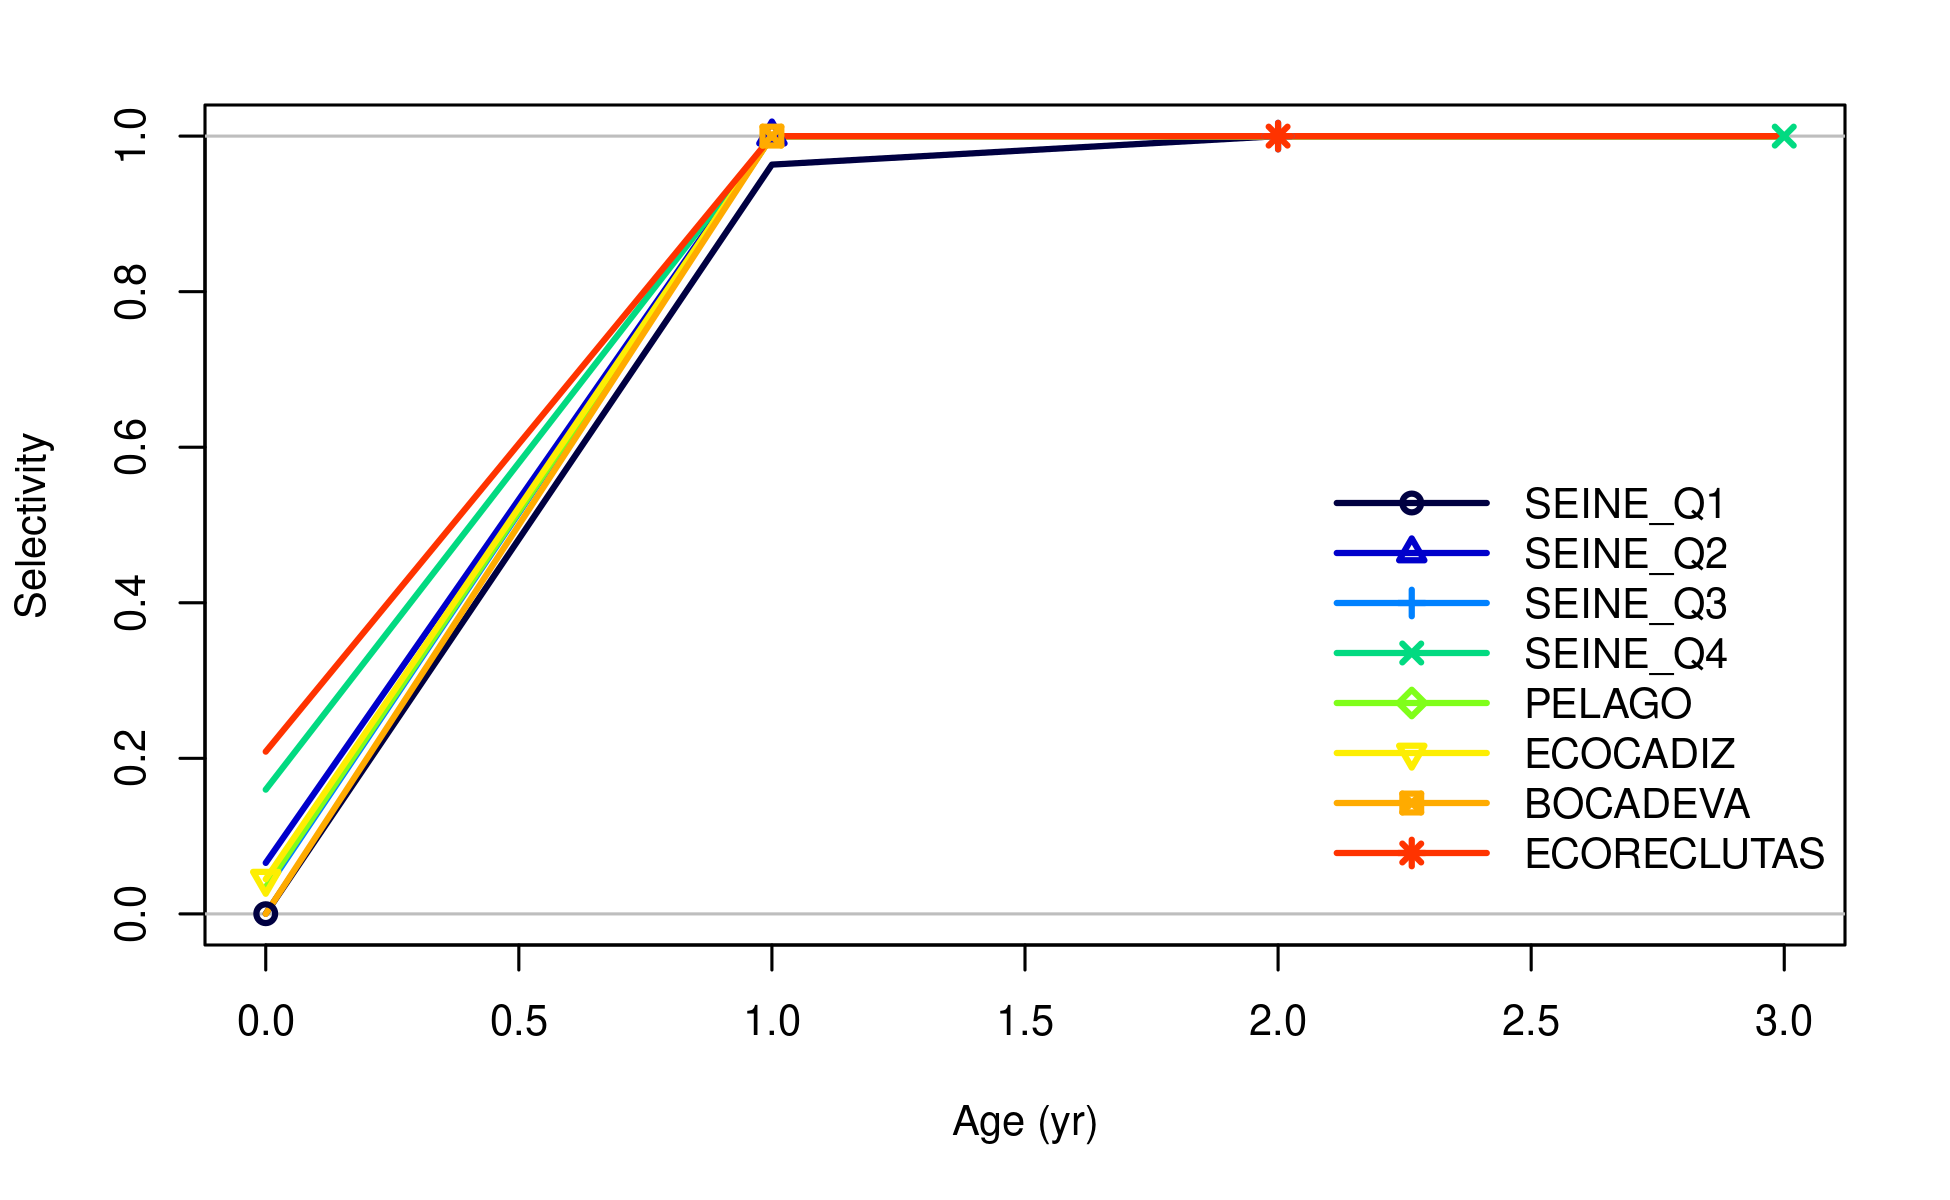 Selectivity
1.0
0.8
0.6
0.4
0.2
0.0
SEINE_Q1
SEINE_Q2
SEINE_Q3
SEINE_Q4
PELAGO
ECOCADIZ
BOCADEVA
ECORECLUTAS
0.0 0.5 1.0 1.5 2.0 2.5 3.0
Age (yr)